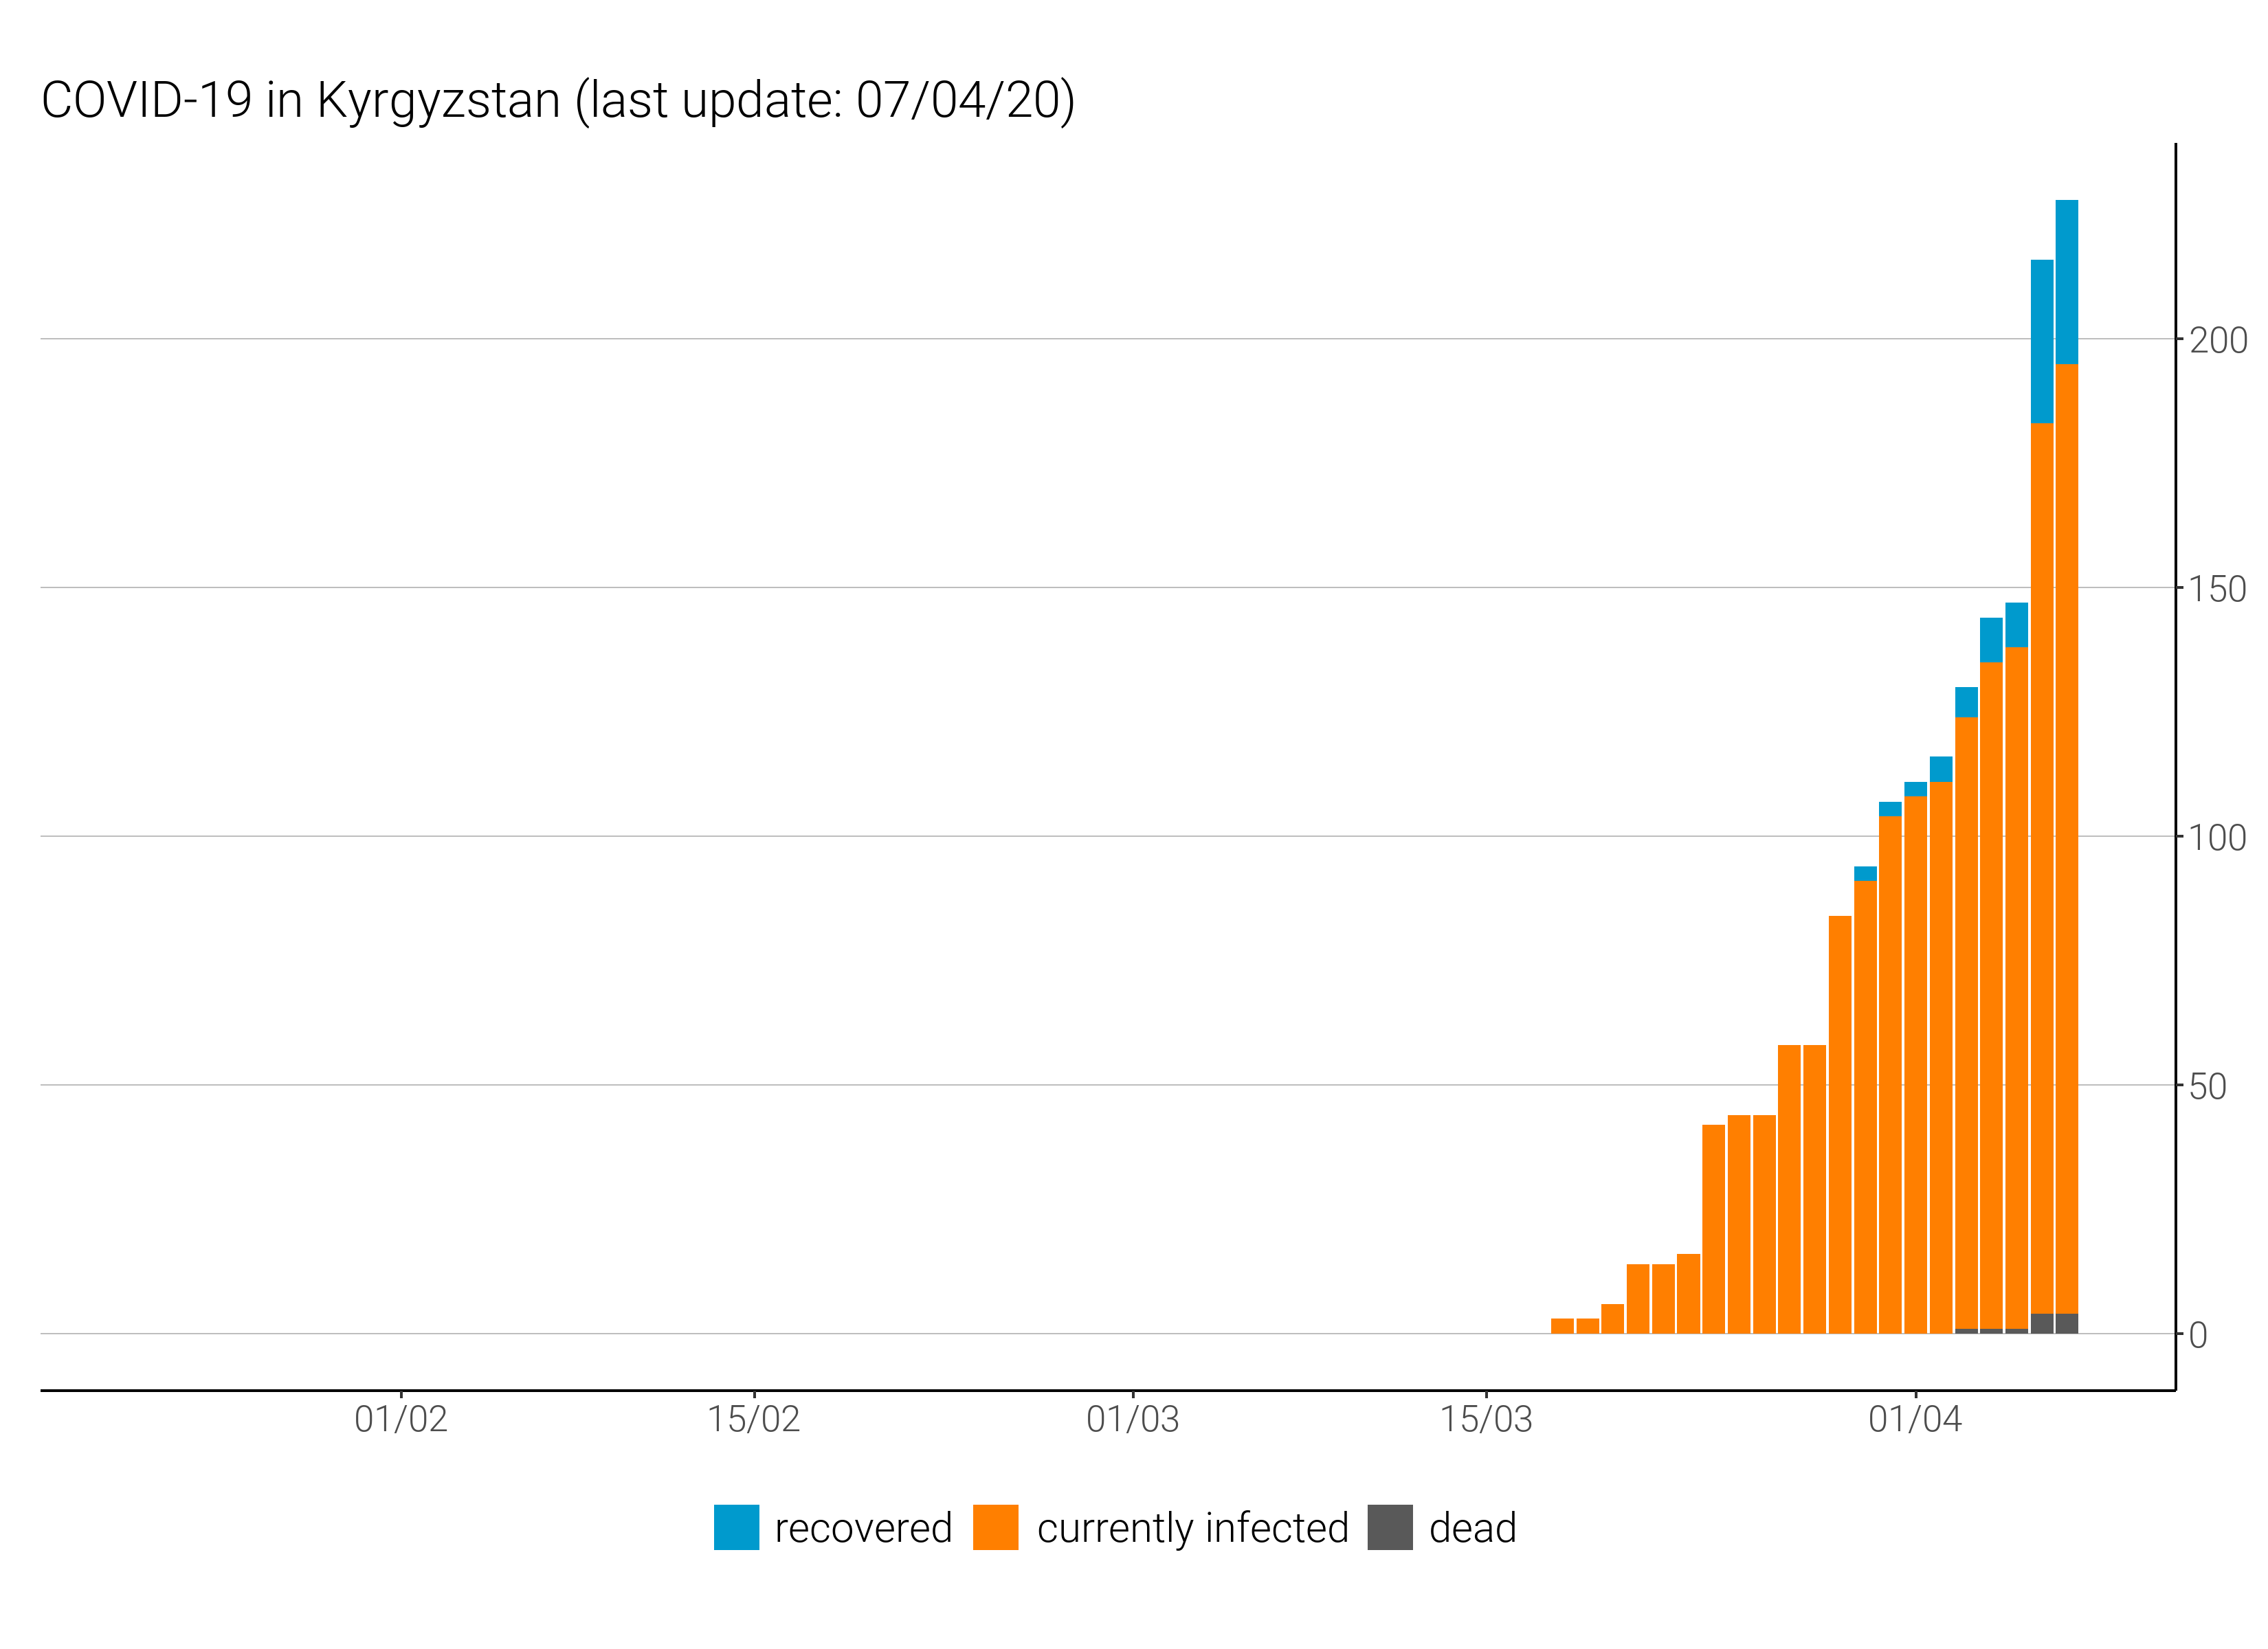 COVID-19 in Kyrgyzstan (last update: 07/04/20)
200
150
100
50
0
01/02 15/02 01/03 15/03 01/04
recovered currently infected dead